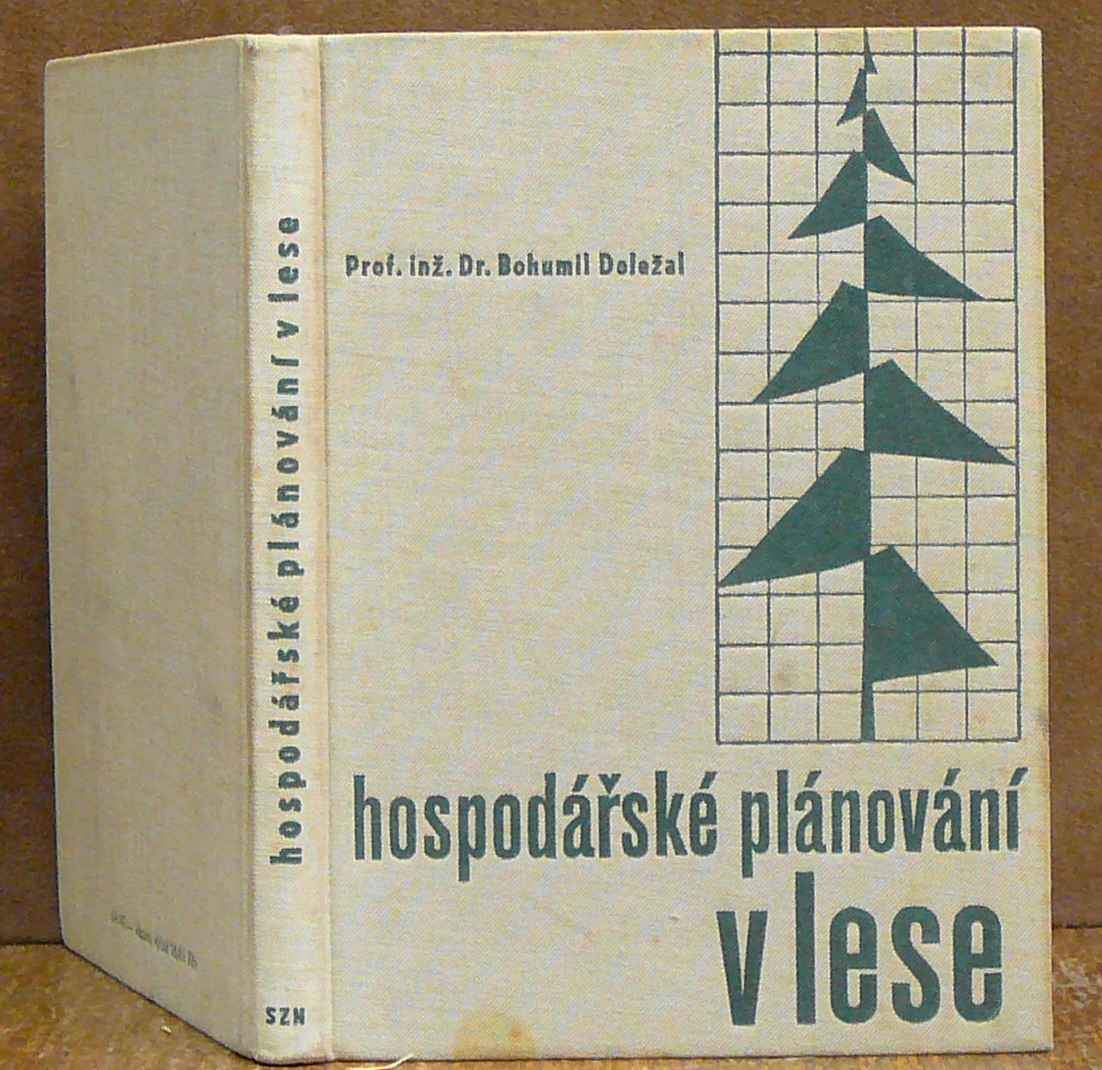 hospodářské plánování v lese
SZN
Prof. inž. Dr. Bohumil Doležal
hospodářské plánování
v lese